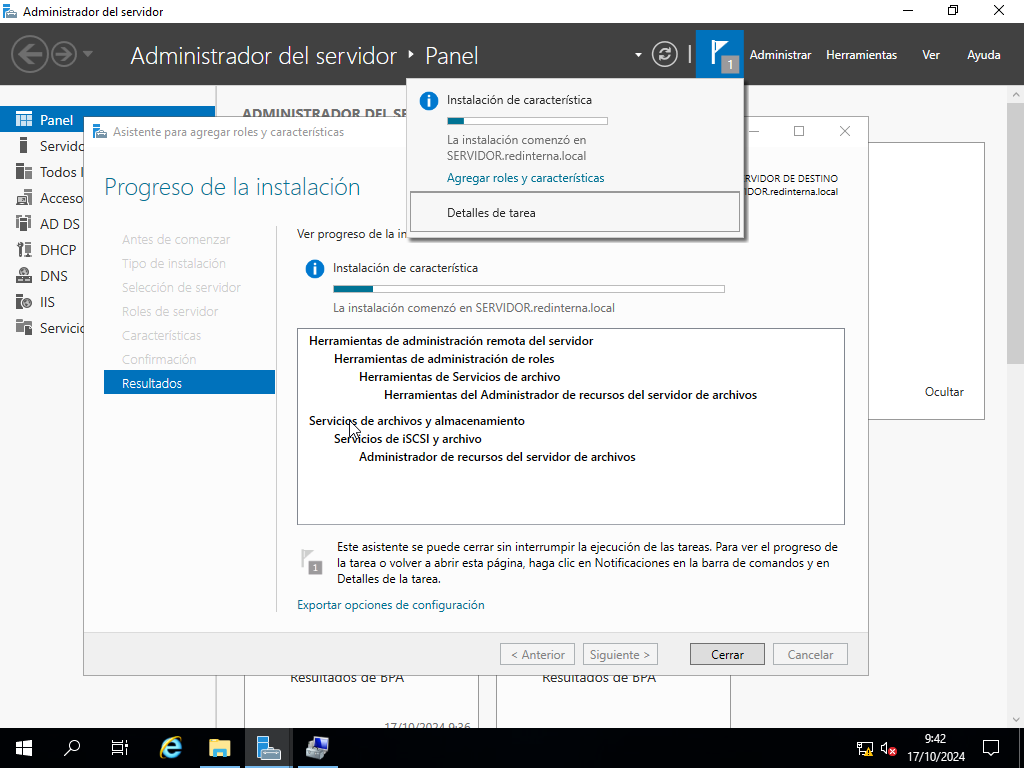 Administrador del servidor
Administrador del servidor ‣ Panel
1
Administrar
Herramientas
Ver
Ayuda
Instalación de característica
La instalación comenzó en
SERVIDOR.redinterna.local
Agregar roles y características
Detalles de tarea
Panel
Todos
AD DS
DHCP
DNS
IIS
Asistente para agregar roles y características
Progreso de la instalación
DE DESTINO
.redinterna.local
Antes de comenzar
Tipo de instalación
Selección de servidor
Roles de servidor
Características
Confirmación
Resultados
Ver progreso de la
Instalación de característica
La instalación comenzó en SERVIDOR.redinterna.local
Herramientas de administración remota del servidor
Herramientas de administración de roles
Herramientas de Servicios de archivo
Herramientas del Administrador de recursos del servidor de archivos
Servicios de archivos y almacenamiento
Servicios de iSCSI y archivo
Administrador de recursos del servidor de archivos
1
Este asistente se puede cerrar sin interrumpir la ejecución de las tareas. Para ver el progreso de
la tarea o volver a abrir esta página, haga clic en Notificaciones en la barra de comandos y en
Detalles de la tarea.
Exportar opciones de configuración
< Anterior
Siguiente >
Cerrar
Cancelar
Ocultar
Resultados de BPA
Resultados de BPA
17/10/2024 9:36
9:42
17/10/2024